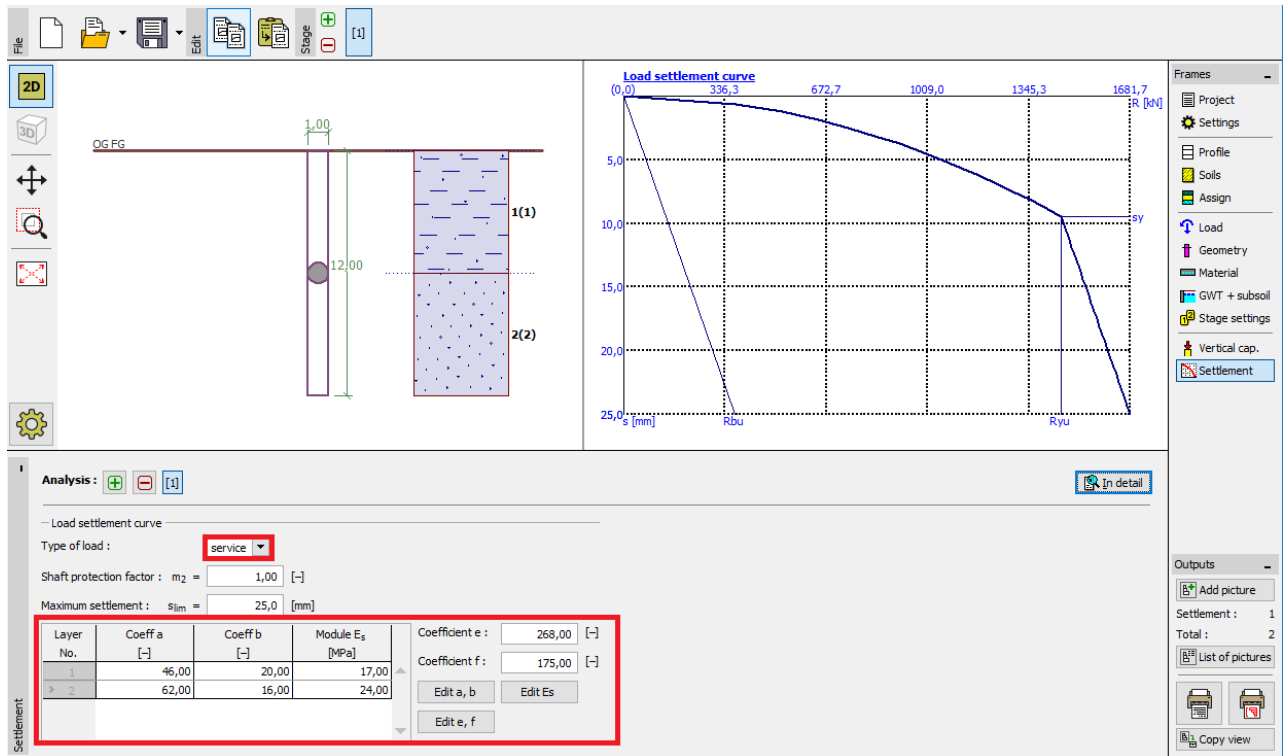 File
Edit
Stage
[1]
2D
3D
OG FG
1,00
12,00
1(1)
2(2)
Load settlement curve
(0,0) 336,3 672,7 1009,0 1345,3 1681,7
R [kN]
5,0
sy
10,0
15,0
20,0
25,0
s [mm] Rbu Ryu
Frames
Project
Settings
Profile
Soils
Assign
Load
Geometry
Material
GWT + subsoil
Stage settings
Vertical cap.
Settlement
Settlement
Analysis : [1]
In detail
Load settlement curve
Type of load : service
Shaft protection factor : m2 = 1,00 [–]
Maximum settlement : slim = 25,0 [mm]
Layer Coeff a Coeff b Module Es
No. [–] [–] [MPa]
1 46,00 20,00 17,00
> 2 62,00 16,00 24,00
Coefficient e : 268,00 [–]
Coefficient f : 175,00 [–]
Edit a, b Edit Es
Edit e, f
Outputs
Add picture
Settlement : 1
Total : 2
List of pictures
Copy view